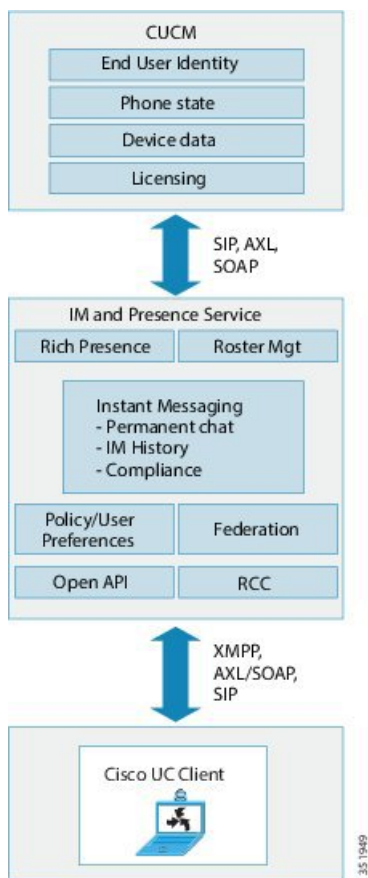 CUCM
End User Identity
Phone state
Device data
Licensing
SIP, AXL,
SOAP
IM and Presence Service
Rich Presence
Roster Mgt
Instant Messaging
- Permanent chat
- IM History
- Compliance
Policy/User
Preferences
Federation
Open API
RCC
XMPP,
AXL/SOAP,
SIP
Cisco UC Client
351949